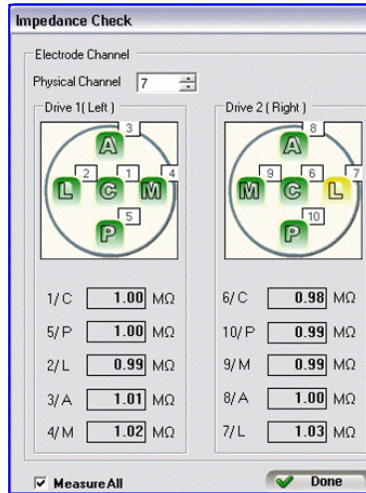 Impedance Check
Electrode Channel
Physical Channel 7
Drive 1( Left )
3
A
2 1 4
L C M
5
P
1/ C 1.00 MΩ
5/ P 1.00 MΩ
2/ L 0.99 MΩ
3/ A 1.01 MΩ
4/ M 1.02 MΩ
Drive 2 ( Right )
8
A
9 6 7
M C L
10
P
6/ C 0.98 MΩ
10/ P 0.99 MΩ
9/ M 0.99 MΩ
8/ A 1.00 MΩ
7/ L 1.03 MΩ
Measure All
Done